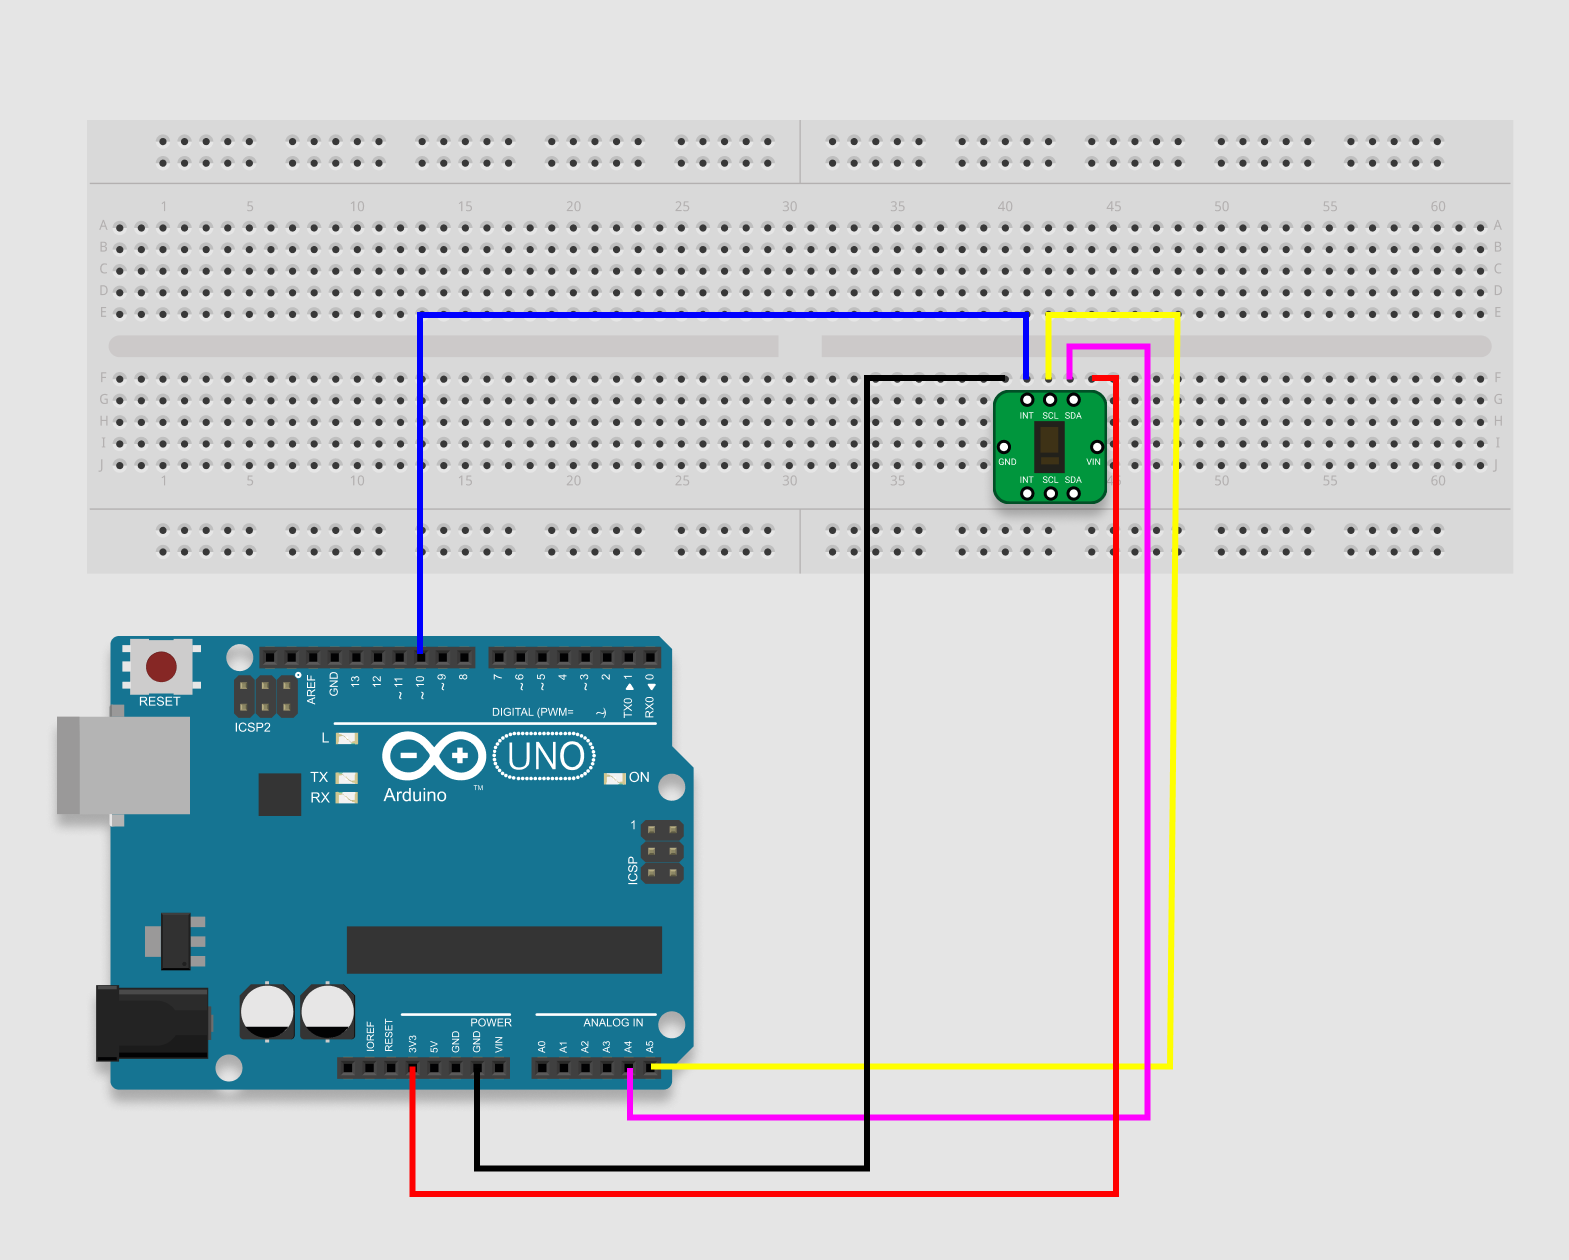 1 5 10 15 20 25 30 35 40 45 50 55 60
A A
B B
C C
D D
E E
F F
G G
H H
I I
J J
1 5 10 15 20 25 30 35 45 50 55 60
INT SCL SDA
GND VIN
INT SCL SDA
RESET
ICSP2
AREF
GND
13
12
~11
~10
~9
8
7
~6
~5
4
~3
2
TX0 ▶ 1
RX0 ◀ 0
DIGITAL (PWM= ~)
L
TX
RX
UNO
ON
Arduino
TM
1
ICSP
IOREF
RESET
3V3
5V
GND
GND
VIN
POWER
ANALOG IN
A0
A1
A2
A3
A4
A5